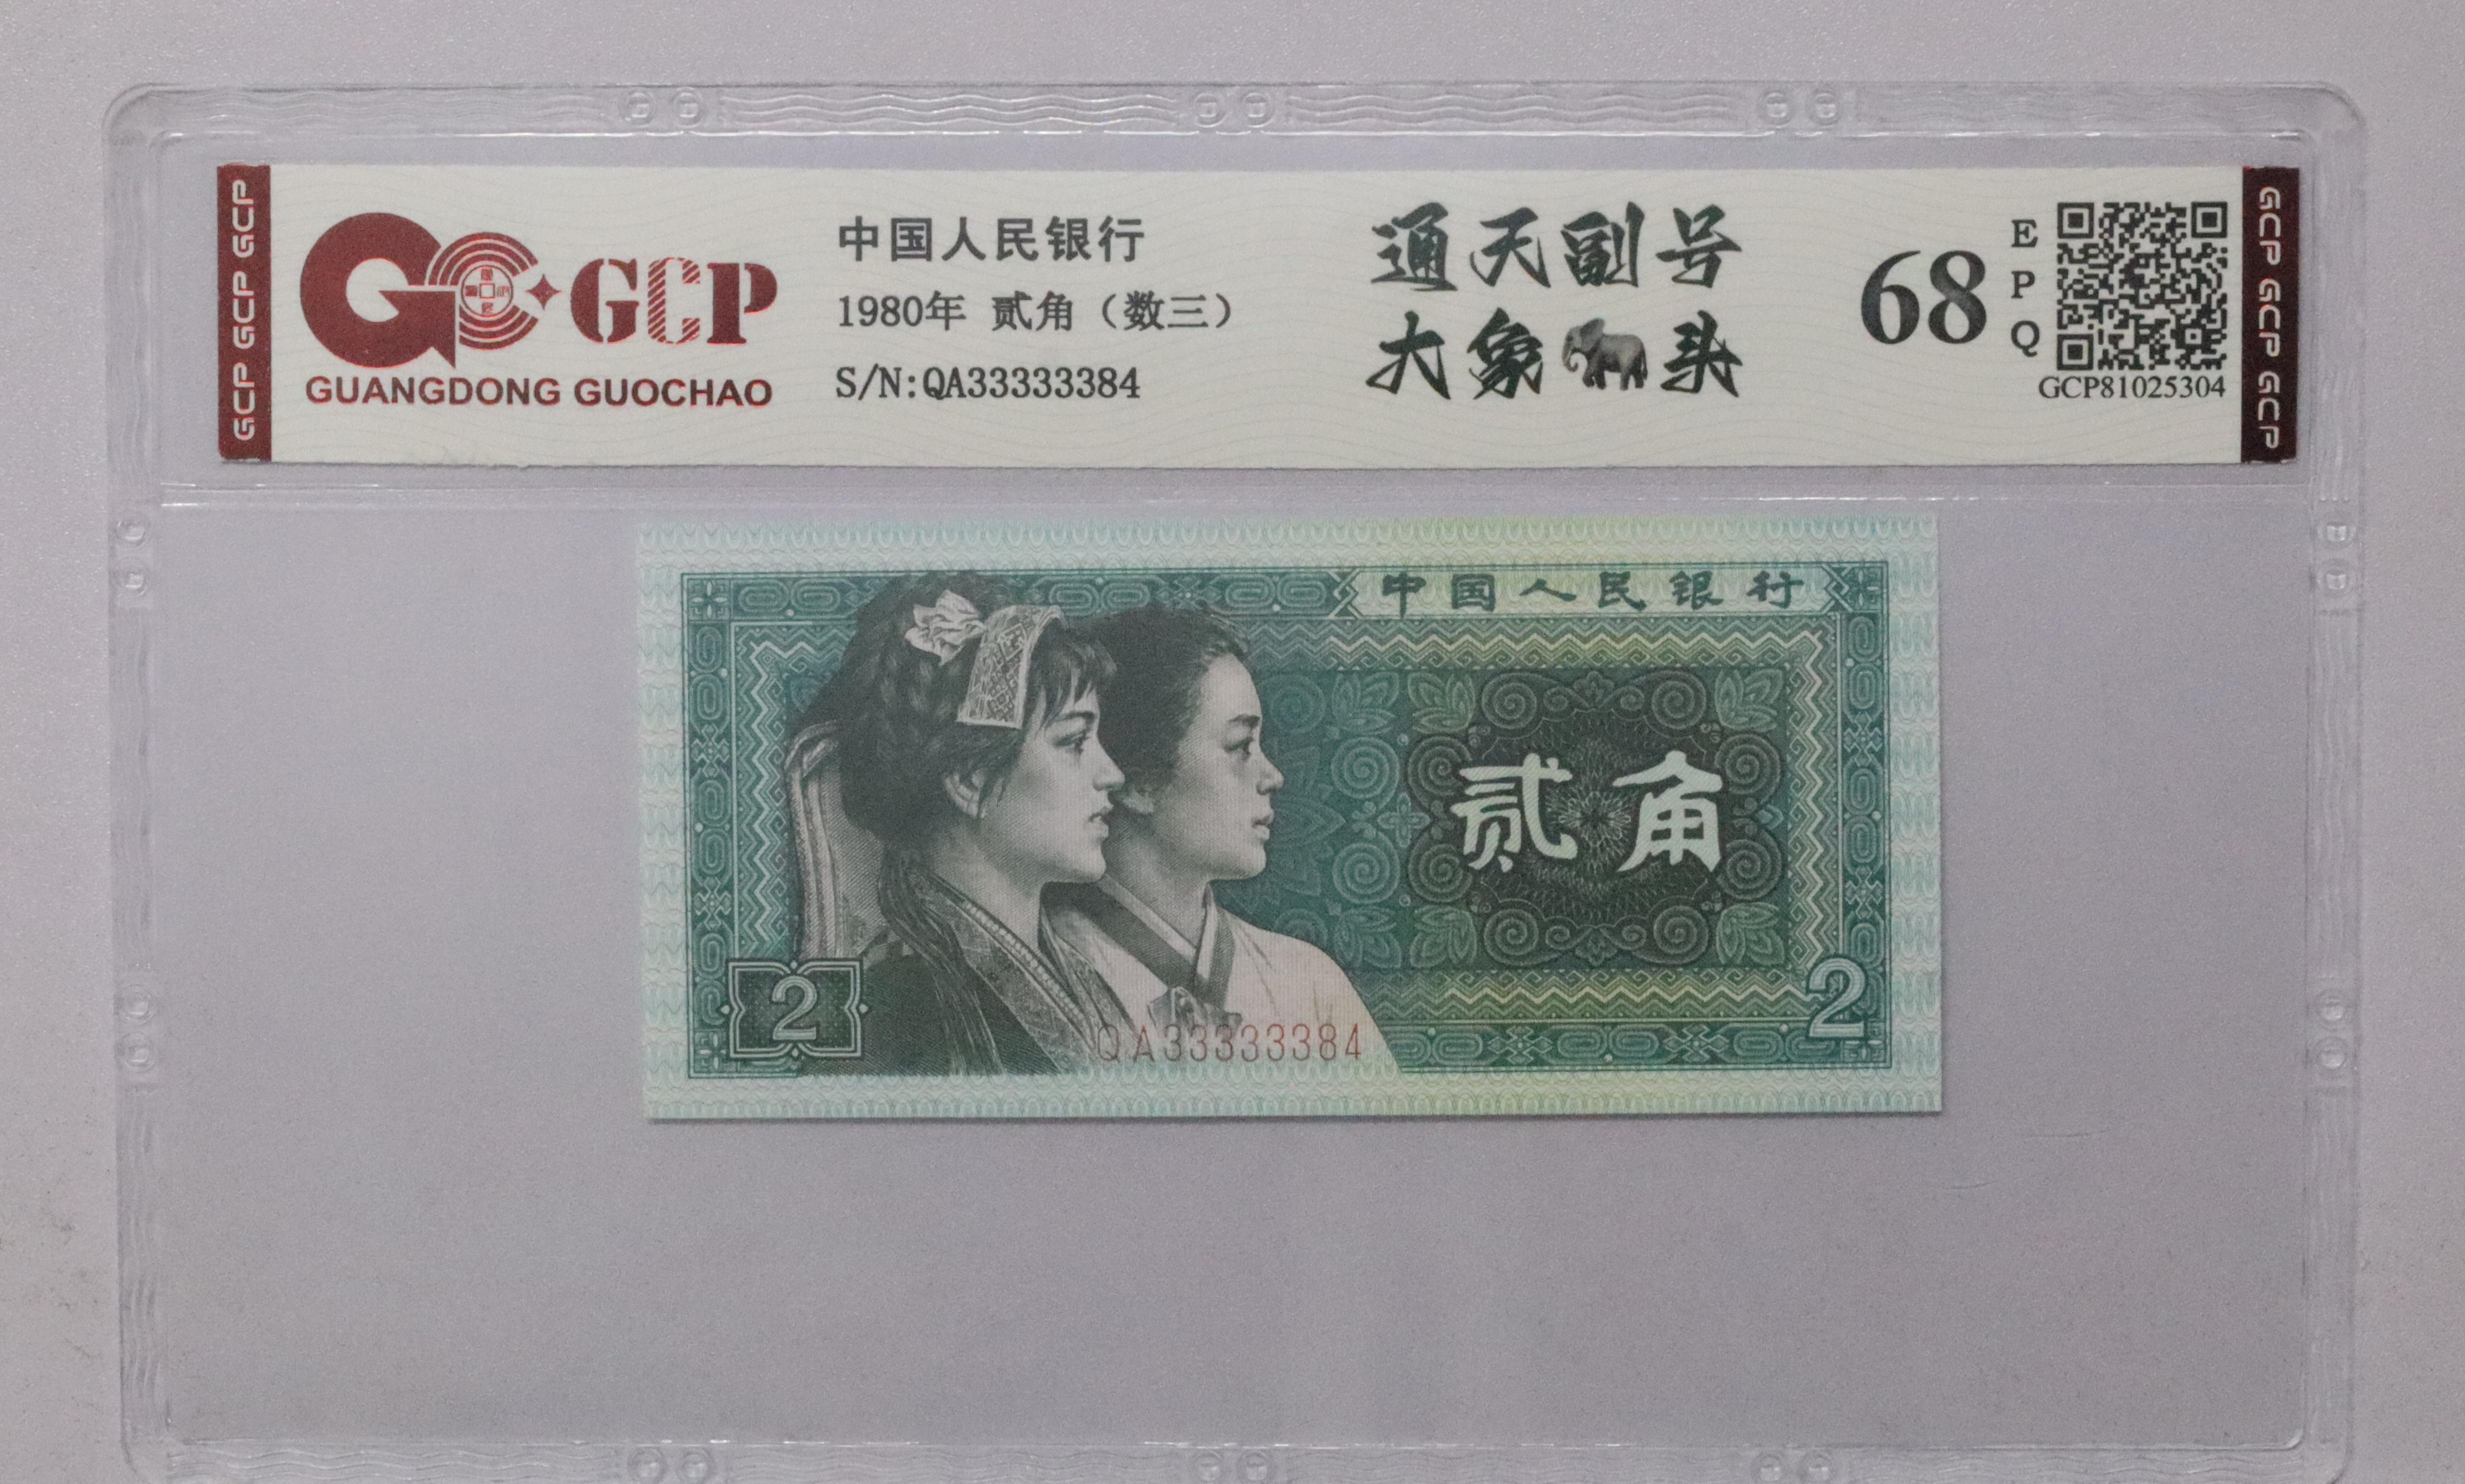 GCP GCP GCP
GCP
GUANGDONG GUOCHAO
中国人民银行
1980年 贰角（数三）
S/N:QA33333384
通天副号
大象头
68
EPQ
GCP81025304
GCP GCP GCP
中国人民银行
贰角
2
2
QA33333384